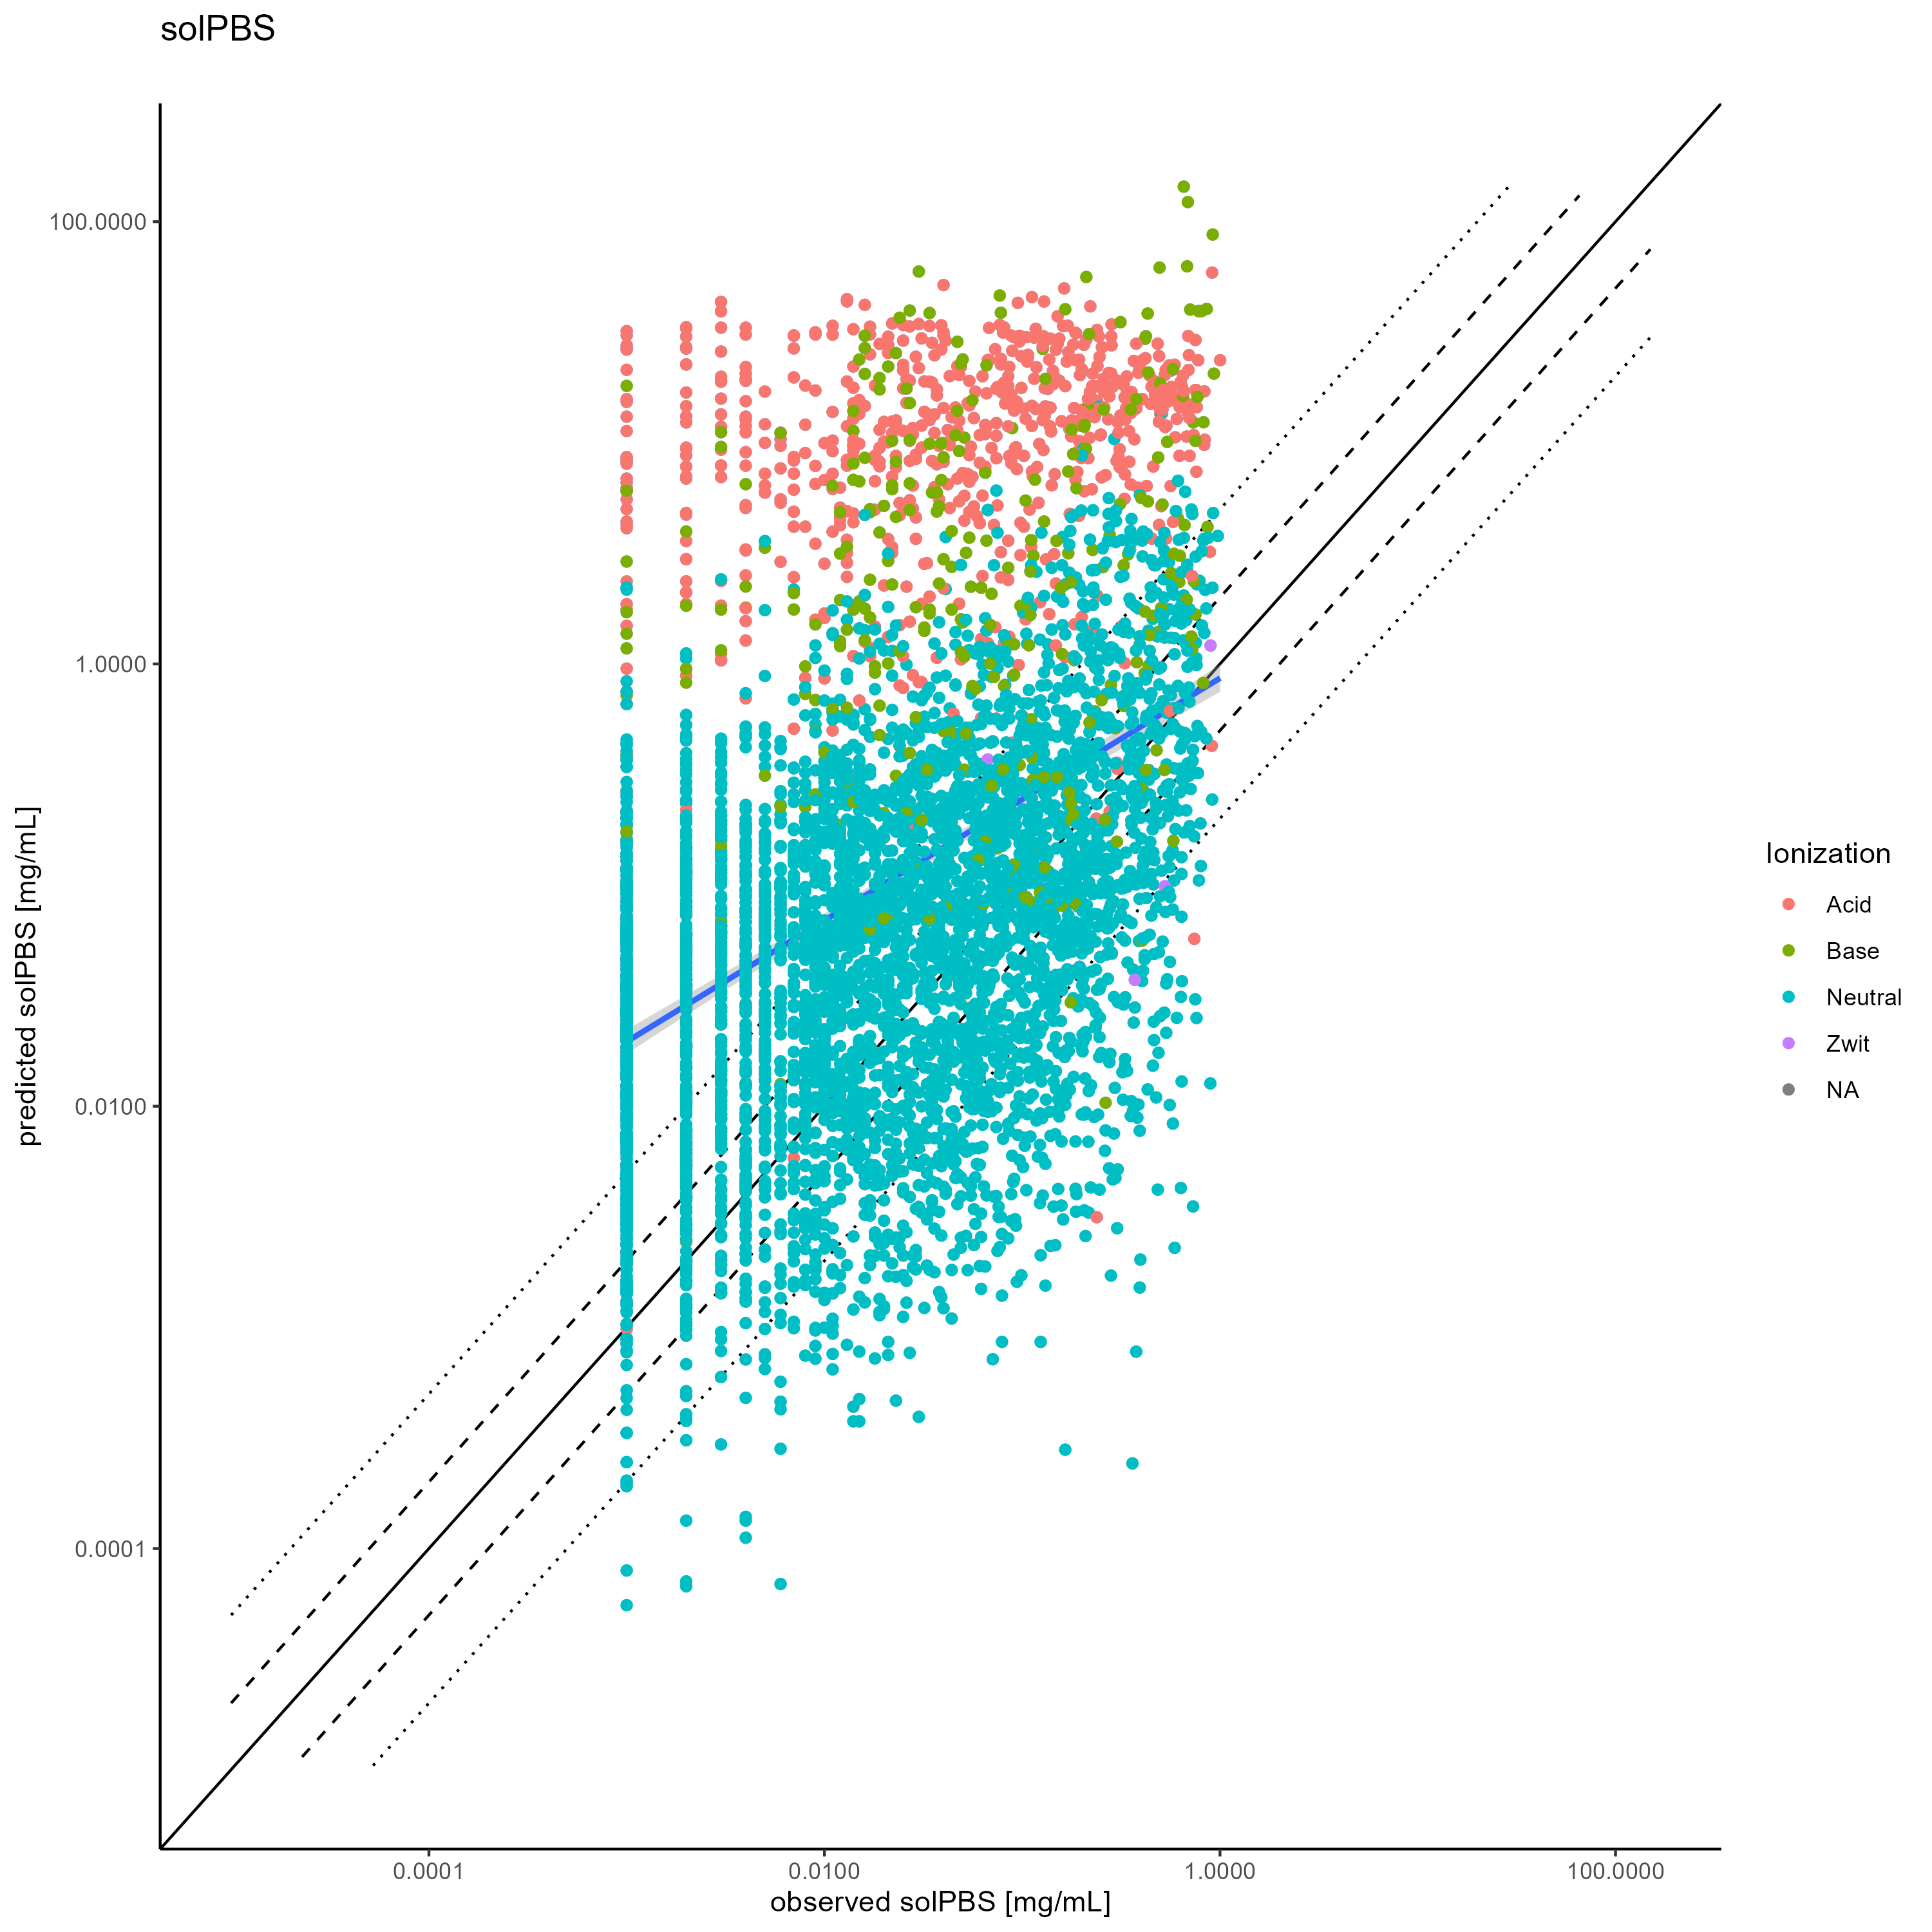 solPBS
100.0000
1.0000
0.0100
0.0001
predicted solPBS [mg/mL]
0.0001
0.0100
1.0000
100.0000
observed solPBS [mg/mL]
Ionization
Acid
Base
Neutral
Zwit
NA